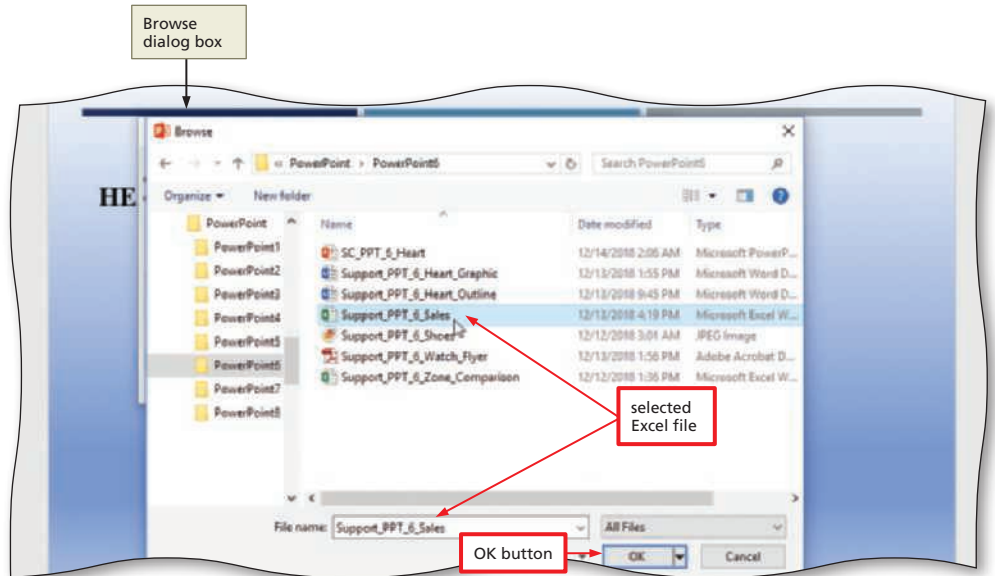 Browse
dialog box
Browse
« PowerPoint > PowerPoint6
Search PowerPoint6
HE
Organize
New folder
PowerPoint
PowerPoint1
PowerPoint2
PowerPoint3
PowerPoint4
PowerPoint5
PowerPoint6
PowerPoint7
PowerPoint8
Name Date modified Type
SC_PPT_6_Heart 12/14/2018 2:06 AM Microsoft PowerP...
Support_PPT_6_Heart_Graphic 12/13/2018 1:55 PM Microsoft Word D...
Support_PPT_6_Heart_Outline 12/13/2018 9:45 PM Microsoft Word D...
Support_PPT_6_Sales 12/13/2018 4:19 PM Microsoft Excel W...
Support_PPT_6_Shoes 12/12/2018 3:01 AM JPEG Image
Support_PPT_6_Watch_Flyer 12/13/2018 1:56 PM Adobe Acrobat D...
Support_PPT_6_Zone_Comparison 12/12/2018 1:36 PM Microsoft Excel W...
selected
Excel file
File name: Support_PPT_6_Sales All Files
OK button
OK Cancel